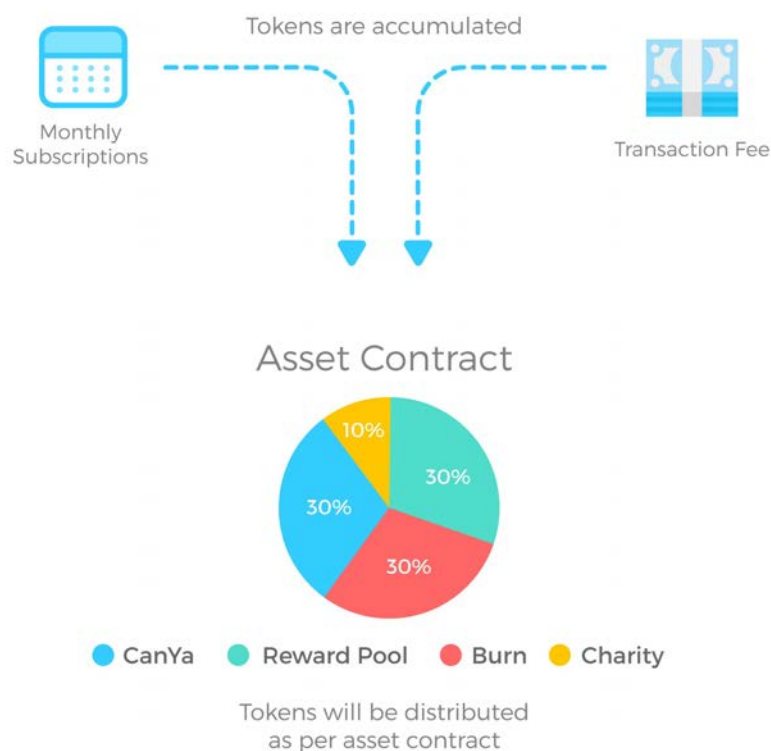 Tokens are accumulated
Monthly
Subscriptions
Transaction Fee
Asset Contract
10%
30%
30%
30%
CanYa
Reward Pool
Burn
Charity
Tokens will be distributed
as per asset contract